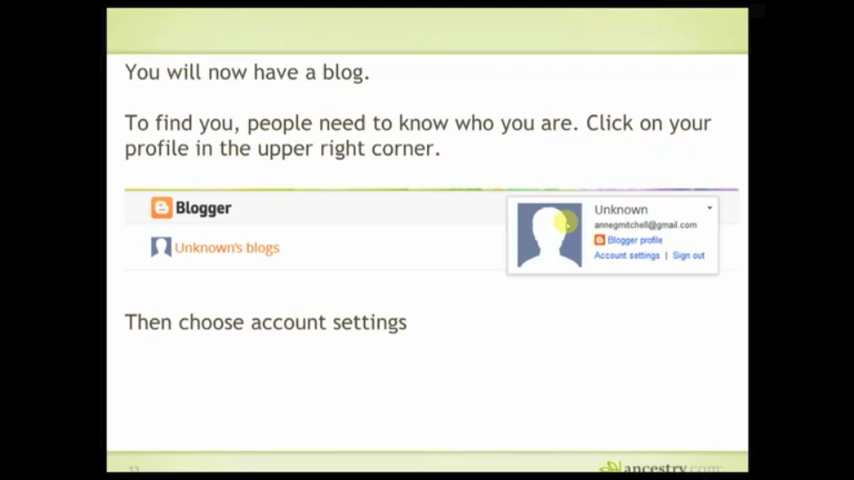 You will now have a blog.
To find you, people need to know who you are. Click on your
profile in the upper right corner.
Blogger
Unknown
annegmitchell@gmail.com
Blogger profile
Unknown's blogs
Account settings | Sign out
Then choose account settings
13
ancestry.com